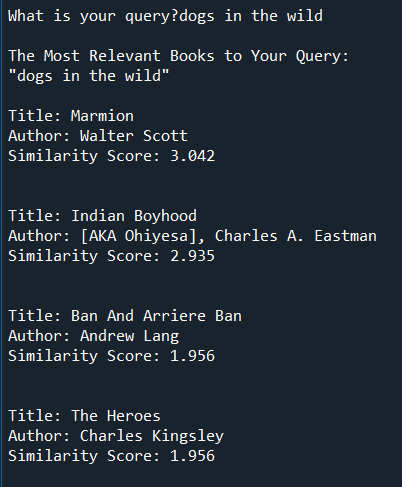 What is your query?dogs in the wild
The Most Relevant Books to Your Query:
"dogs in the wild"
Title: Marmion
Author: Walter Scott
Similarity Score: 3.042
Title: Indian Boyhood
Author: [AKA Ohiyesa], Charles A. Eastman
Similarity Score: 2.935
Title: Ban And Arriere Ban
Author: Andrew Lang
Similarity Score: 1.956
Title: The Heroes
Author: Charles Kingsley
Similarity Score: 1.956